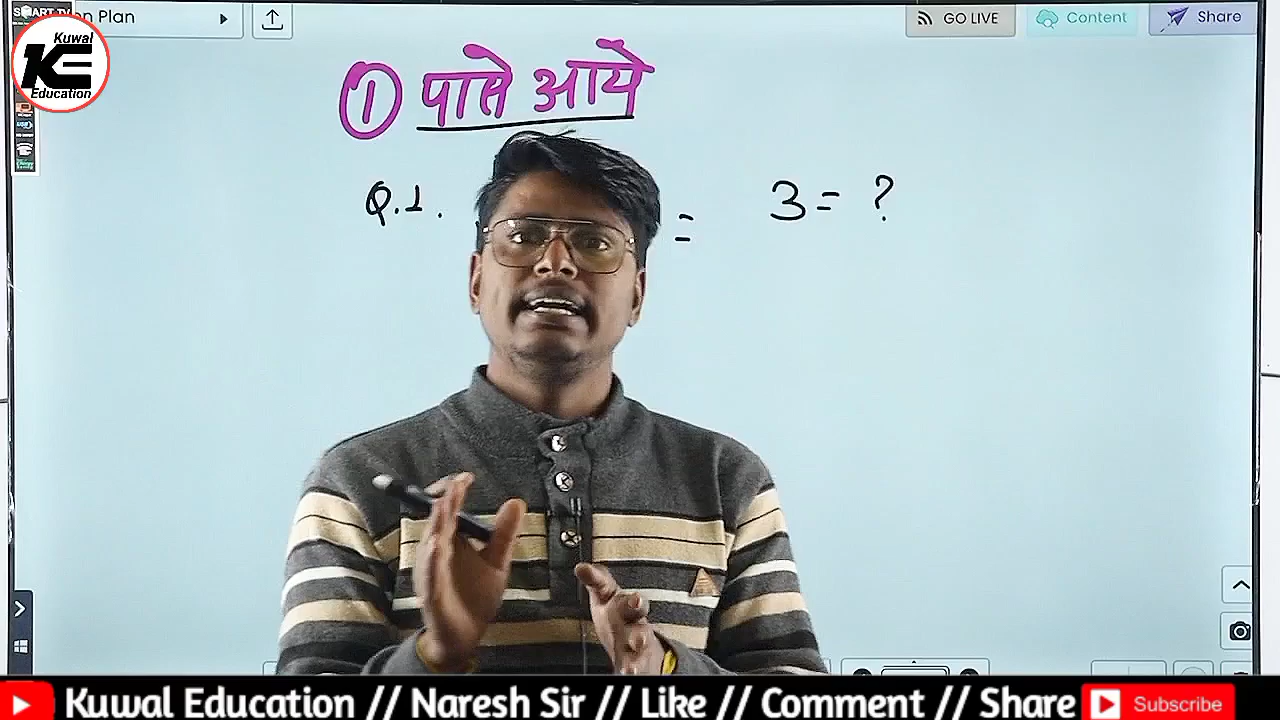 on Plan
GO LIVE
Content
Share
Kuwal
KE
Education
① पासे आये
Q.1.
=
3 = ?
Kuwal Education // Naresh Sir // Like // Comment // Share
Subscribe